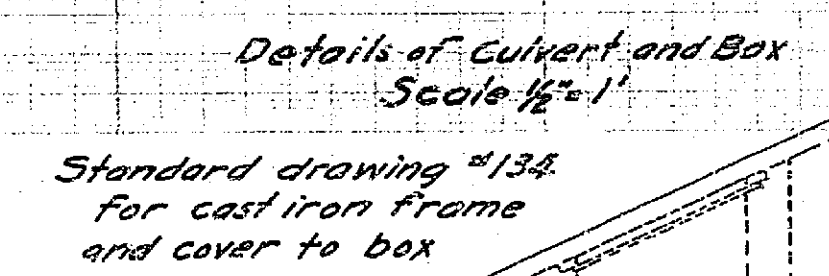 Details of Culvert and Box
Scale 1/2"=1'
Standard drawing #134
for cast iron frame
and cover to box